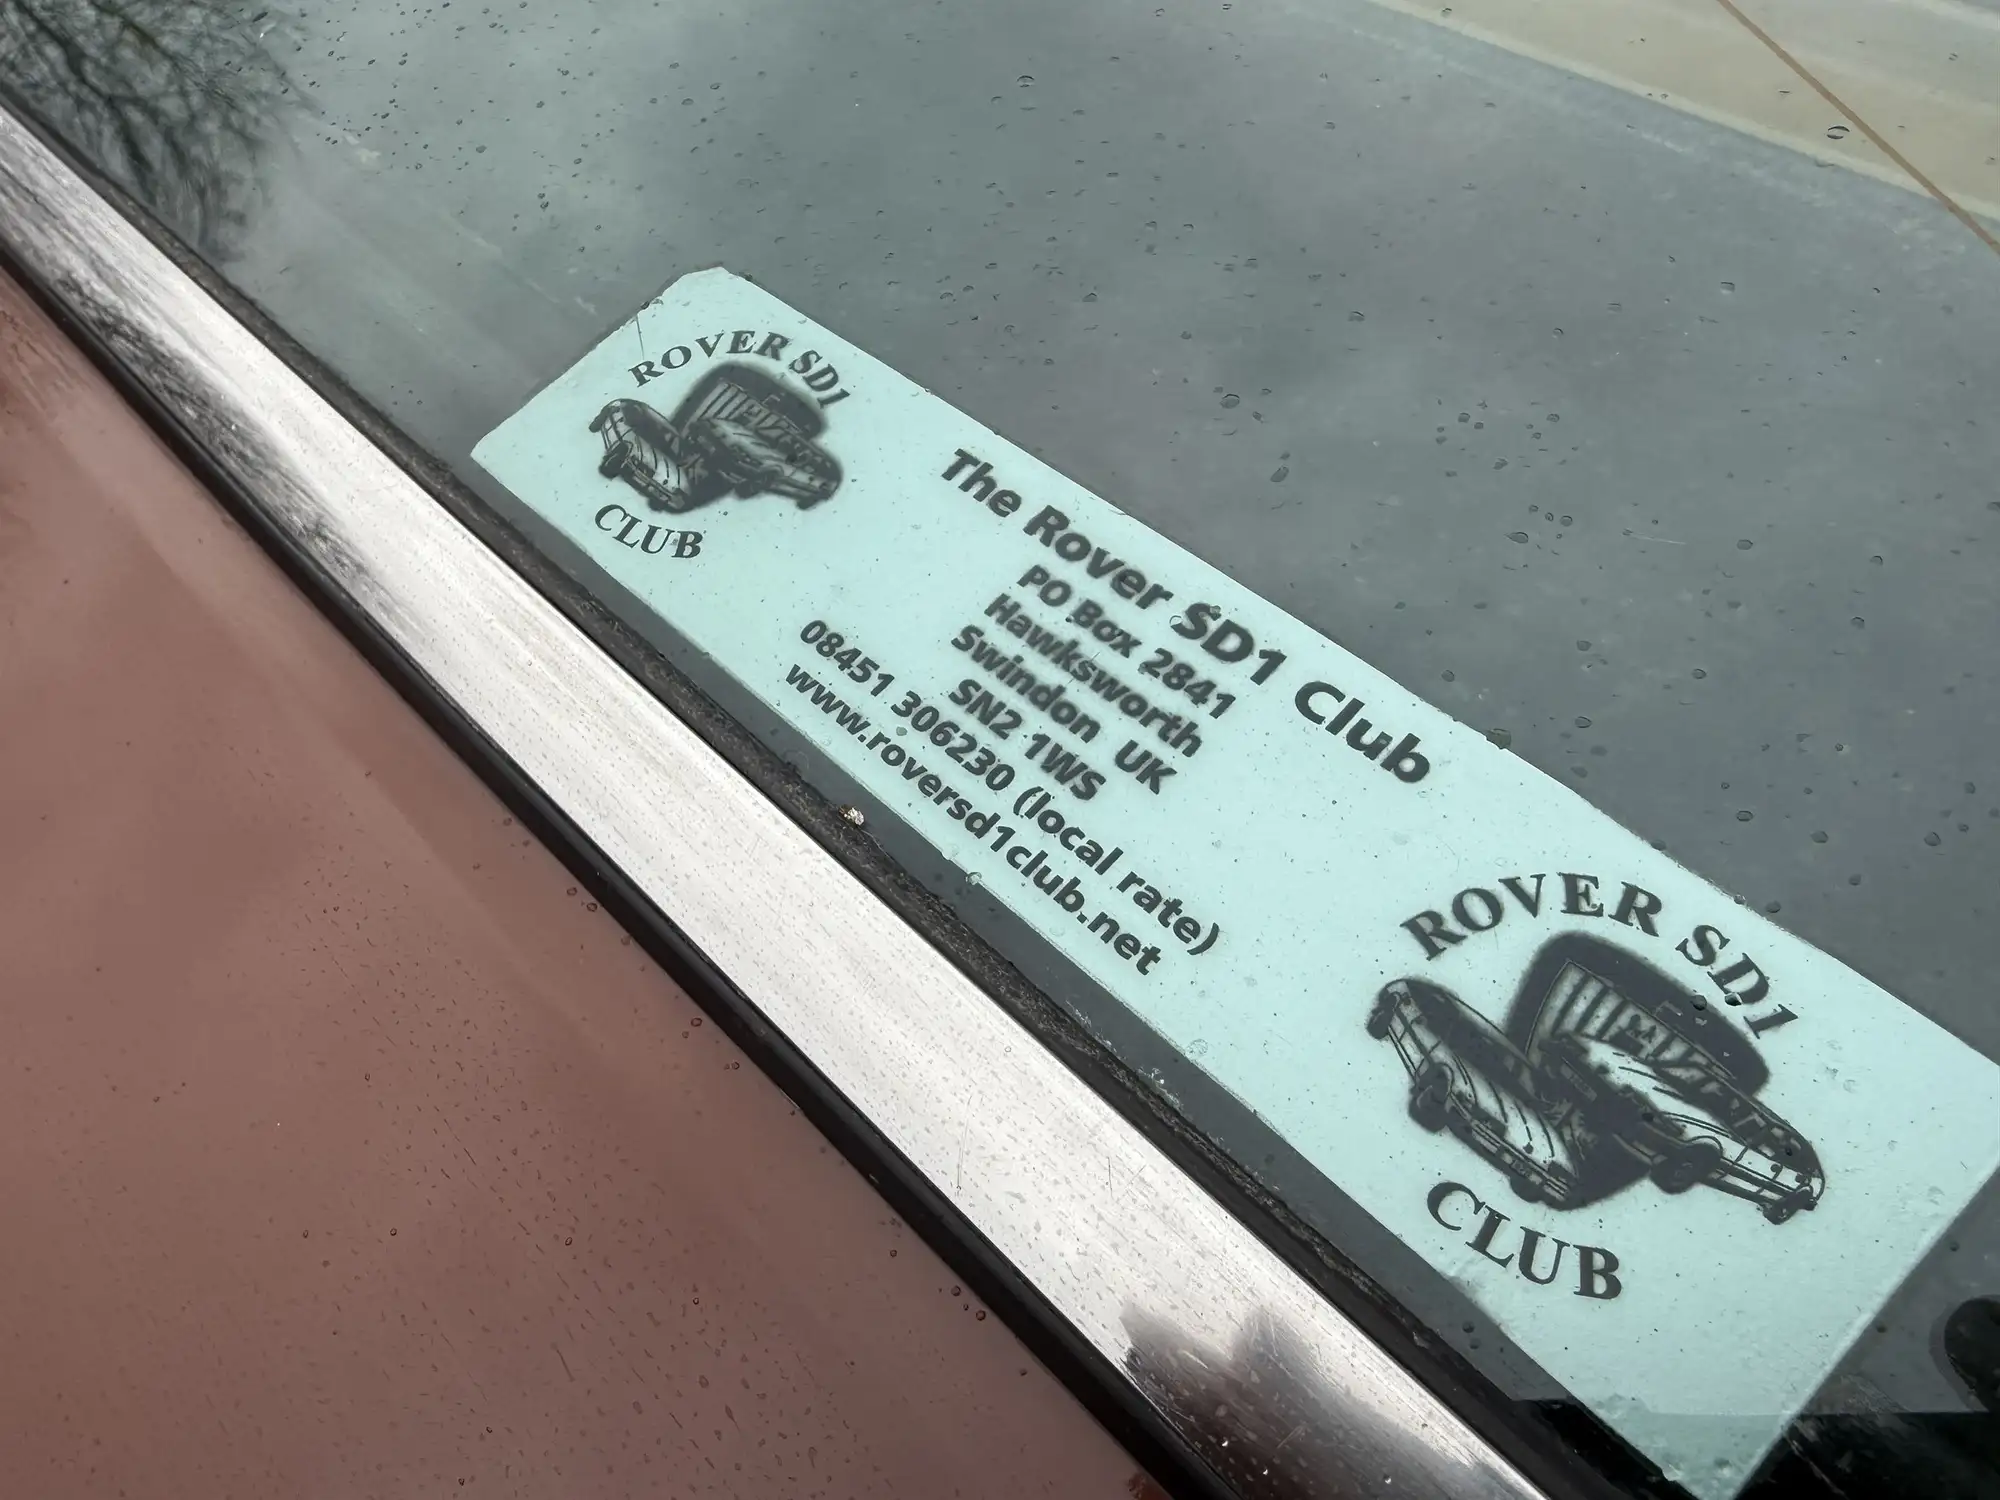 ROVER SD1
CLUB
The Rover SD1 Club
PO Box 2841
Hawksworth
Swindon UK
SN2 1WS
08451 306230 (local rate)
www.roversd1club.net
ROVER SD1
CLUB